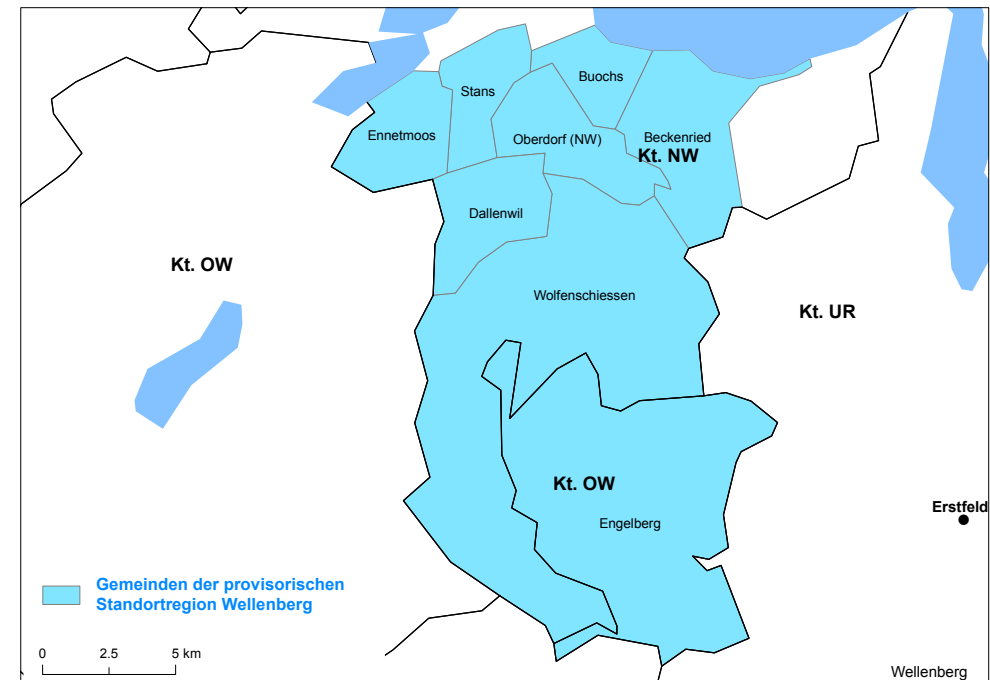 Buochs
Stans
Ennetmoos
Oberdorf (NW)
Beckenried
Kt. NW
Dallenwil
Kt. OW
Wolfenschiessen
Kt. UR
Kt. OW
Engelberg
Erstfeld
Gemeinden der provisorischen
Standortregion Wellenberg
0 2.5 5 km
Wellenberg